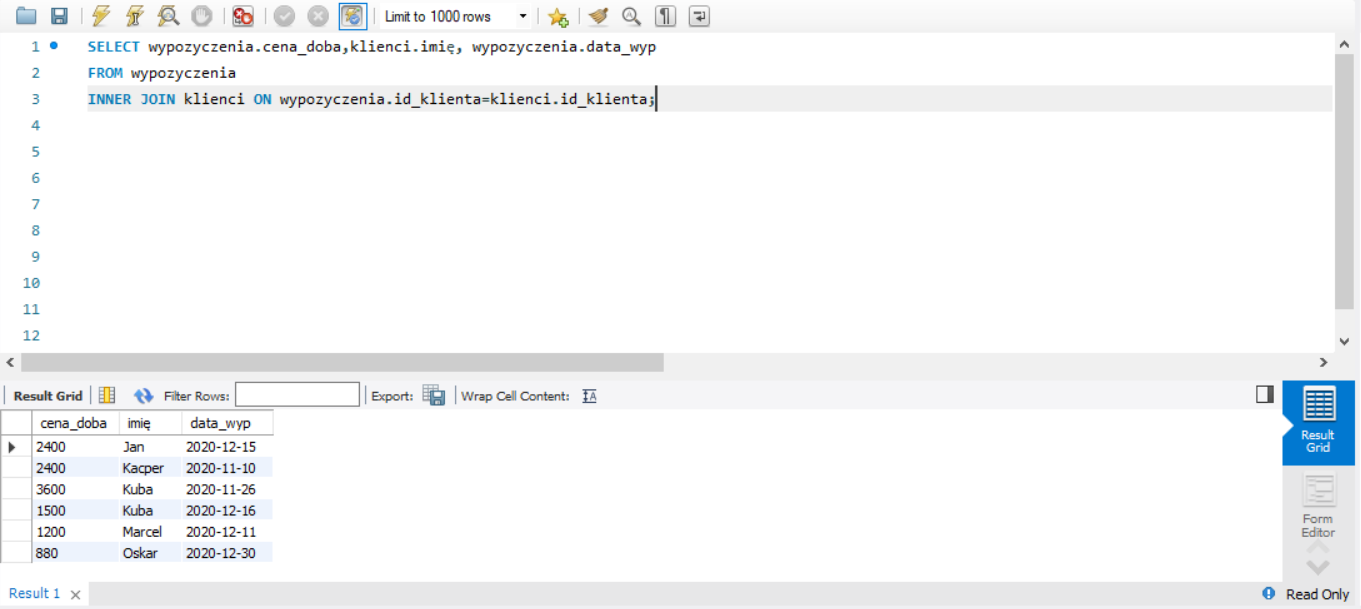 Limit to 1000 rows
1 SELECT wypozyczenia.cena_doba,klienci.imię, wypozyczenia.data_wyp
2 FROM wypozyczenia
3 INNER JOIN klienci ON wypozyczenia.id_klienta=klienci.id_klienta;
4
5
6
7
8
9
10
11
12
Result Grid Filter Rows: Export: Wrap Cell Content:
cena_doba imię data_wyp
2400 Jan 2020-12-15
2400 Kacper 2020-11-10
3600 Kuba 2020-11-26
1500 Kuba 2020-12-16
1200 Marcel 2020-12-11
880 Oskar 2020-12-30
Result
Grid
Form
Editor
Result 1
Read Only